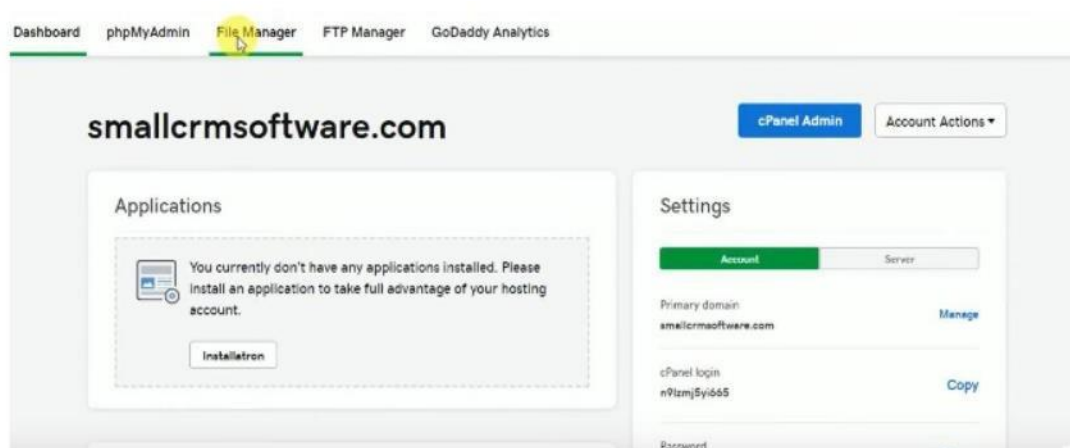 Dashboard phpMyAdmin File Manager FTP Manager GoDaddy Analytics
smallcrmsoftware.com
cPanel Admin
Account Actions
Applications
You currently don't have any applications installed. Please
install an application to take full advantage of your hosting
account.
Installatron
Settings
Account Server
Primary domain
smallcrmsoftware.com
Manage
cPanel login
n9lzmj5yi665
Copy
Password